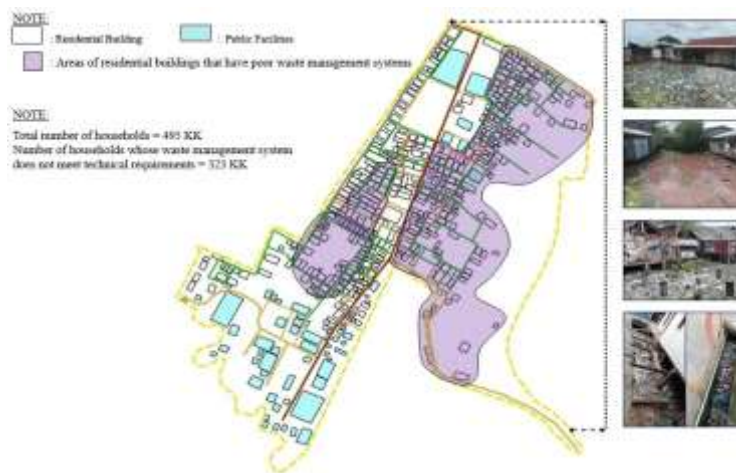 NOTE:
: Residential Building
: Public Facilities
: Areas of residential buildings that have poor waste management systems
NOTE:
Total number of households = 495 KK
Number of households whose waste management system
does not meet technical requirements = 323 KK